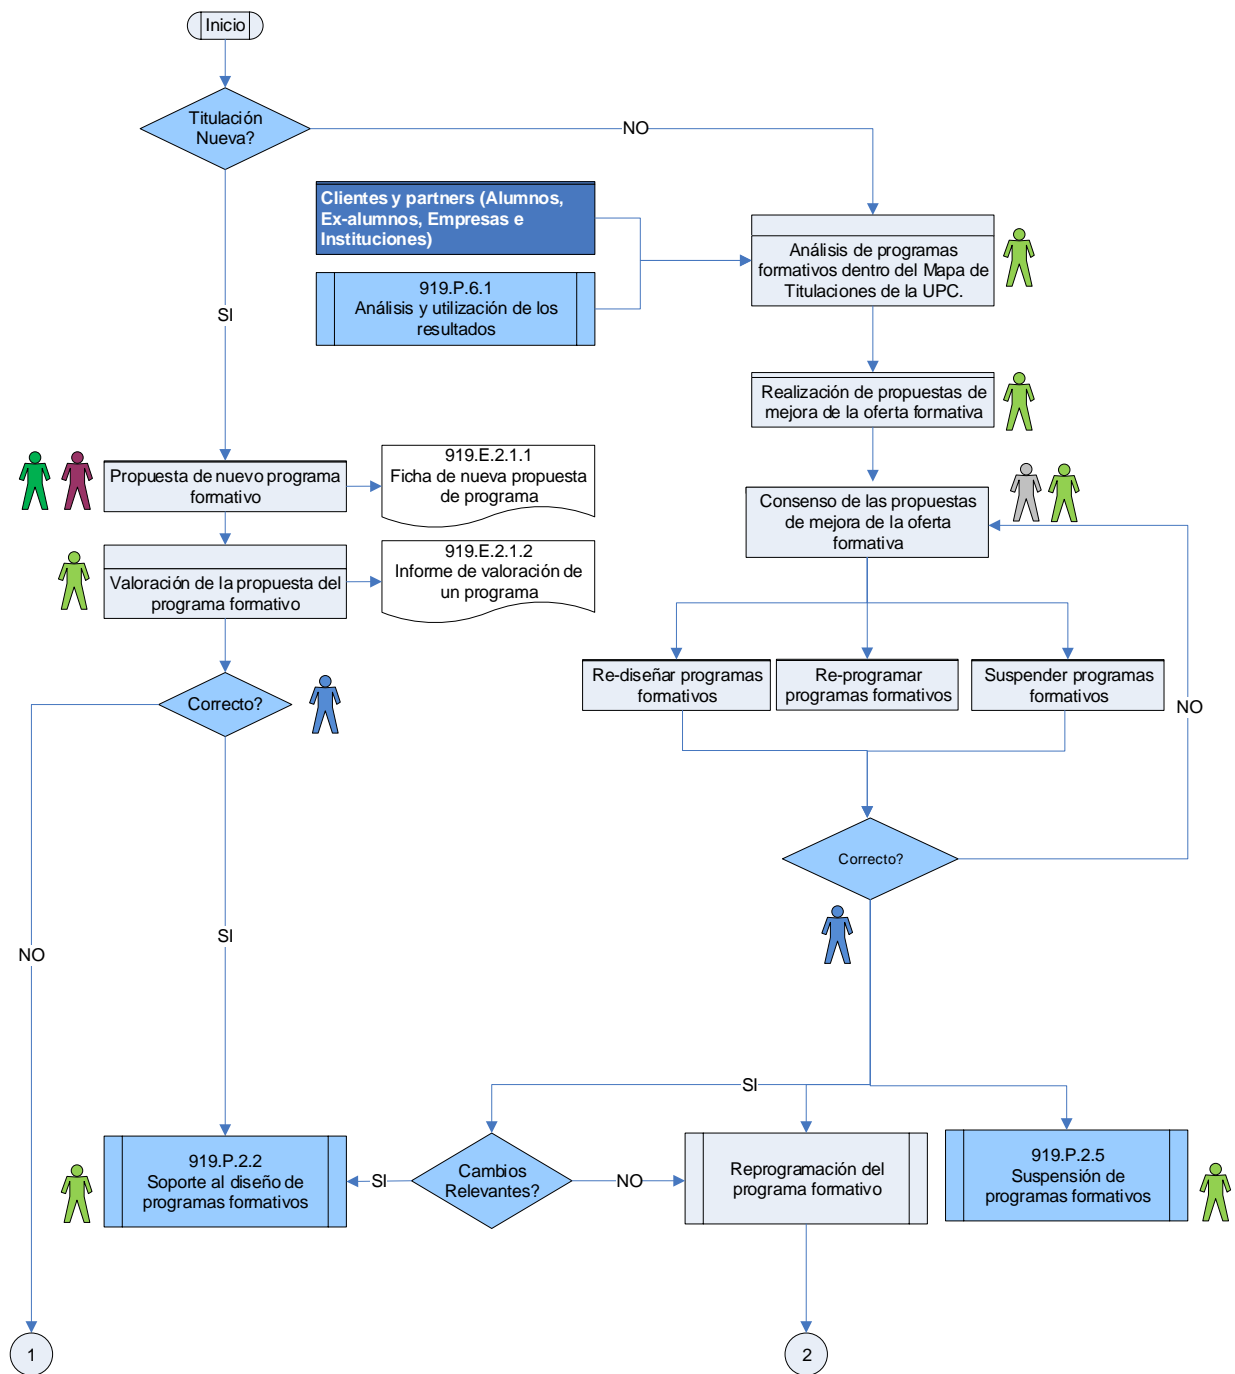 Inicio
Titulación
Nueva?
NO
Clientes y partners (Alumnos,
Ex-alumnos, Empresas e
Instituciones)
Análisis de programas
formativos dentro del Mapa de
Titulaciones de la UPC.
919.P.6.1
Análisis y utilización de los
resultados
SI
Realización de propuestas de
mejora de la oferta formativa
Propuesta de nuevo programa
formativo
919.E.2.1.1
Ficha de nueva propuesta
de programa
Consenso de las propuestas
de mejora de la oferta
formativa
Valoración de la propuesta del
programa formativo
919.E.2.1.2
Informe de valoración de
un programa
Re-diseñar programas
formativos
Re-programar
programas formativos
Suspender programas
formativos
Correcto?
NO
Correcto?
SI
NO
SI
919.P.2.2
Soporte al diseño de
programas formativos
SI
Cambios
Relevantes?
NO
Reprogramación del
programa formativo
919.P.2.5
Suspensión de
programas formativos
1
2